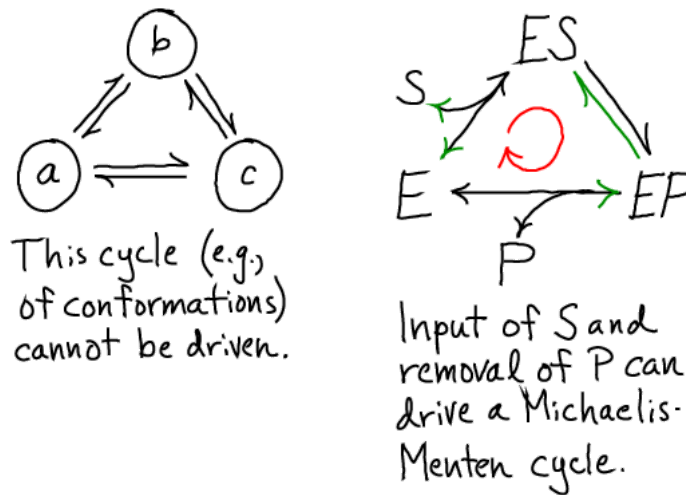 b
a
c
This cycle (e.g.,
of conformations)
cannot be driven.
ES
S
E
EP
P
Input of S and
removal of P can
drive a Michaelis-
Menten cycle.